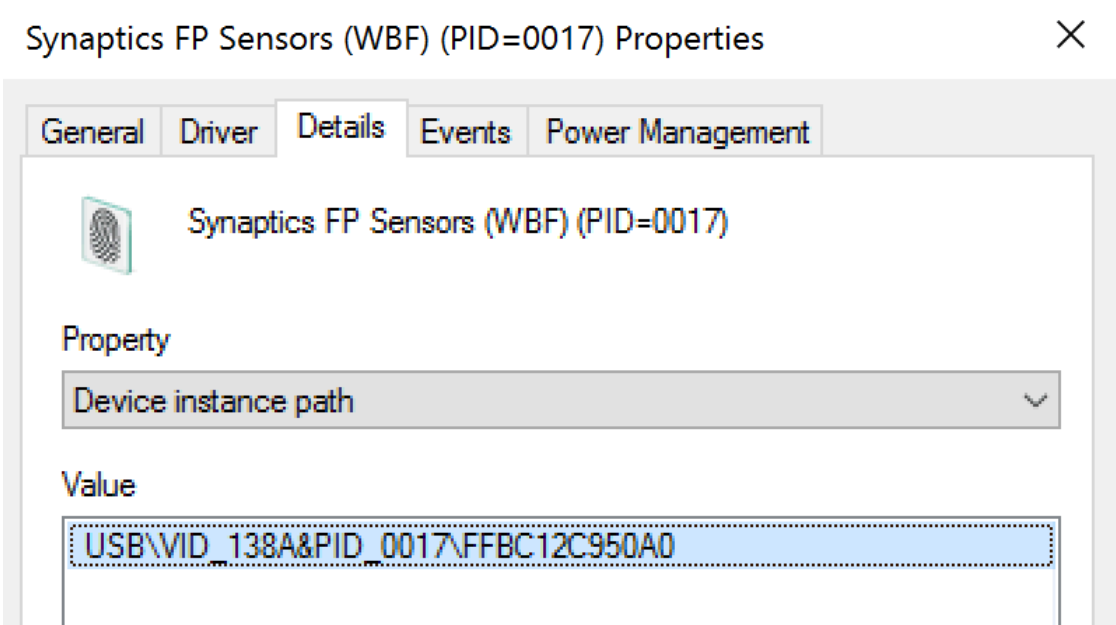 Synaptics FP Sensors (WBF) (PID=0017) Properties
General Driver Details Events Power Management
Synaptics FP Sensors (WBF) (PID=0017)
Property
Device instance path
Value
USB\VID_138A&PID_0017\FFBC12C950A0